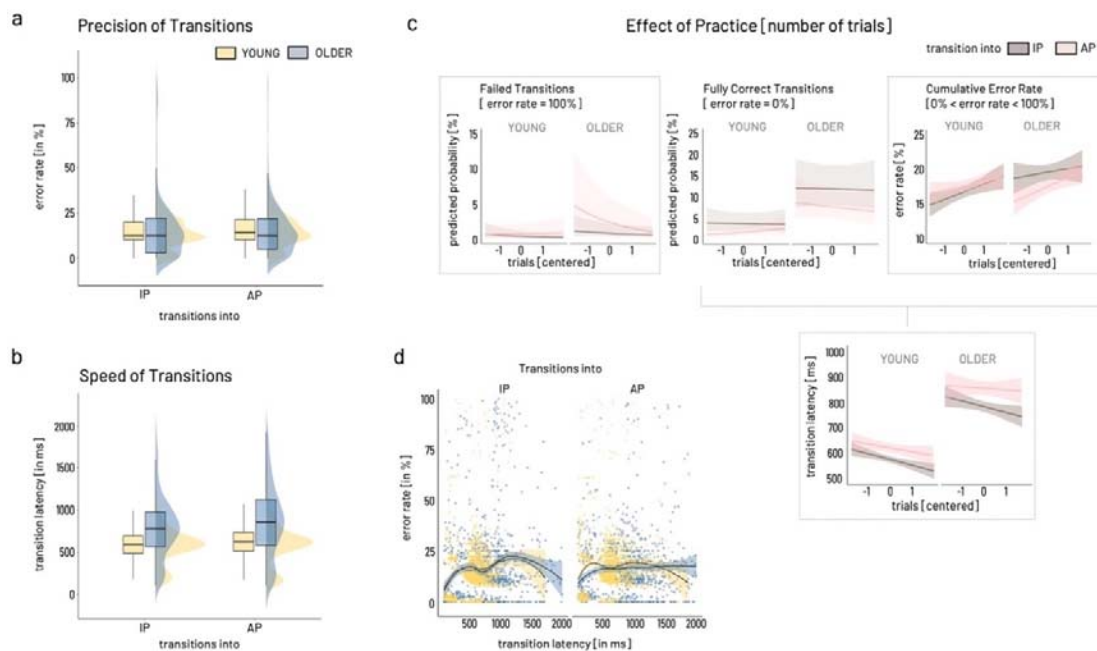 a
Precision of Transitions
YOUNG OLDER
error rate [in %]
100
75
50
25
0
IP AP
transitions into
b
Speed of Transitions
transition latency [in ms]
2000
1500
1000
500
0
IP AP
transitions into
c
Effect of Practice [number of trials]
transition into IP AP
Failed Transitions
[error rate = 100%]
YOUNG OLDER
predicted probability [%]
25
20
15
10
5
0
-1 0 1 -1 0 1
trials [centered]
Fully Correct Transitions
[error rate = 0%]
YOUNG OLDER
predicted probability [%]
25
20
15
10
5
0
-1 0 1 -1 0 1
trials [centered]
Cumulative Error Rate
[0% < error rate < 100%]
YOUNG OLDER
error rate [%]
25
20
15
10
-1 0 1 -1 0 1
trials [centered]
YOUNG OLDER
transition latency [ms]
1000
900
800
700
600
500
-1 0 1 -1 0 1
trials [centered]
d
Transitions into
IP AP
error rate [in %]
100
75
50
25
0
500 1000 1500 2000 500 1000 1500 2000
transition latency [in ms]